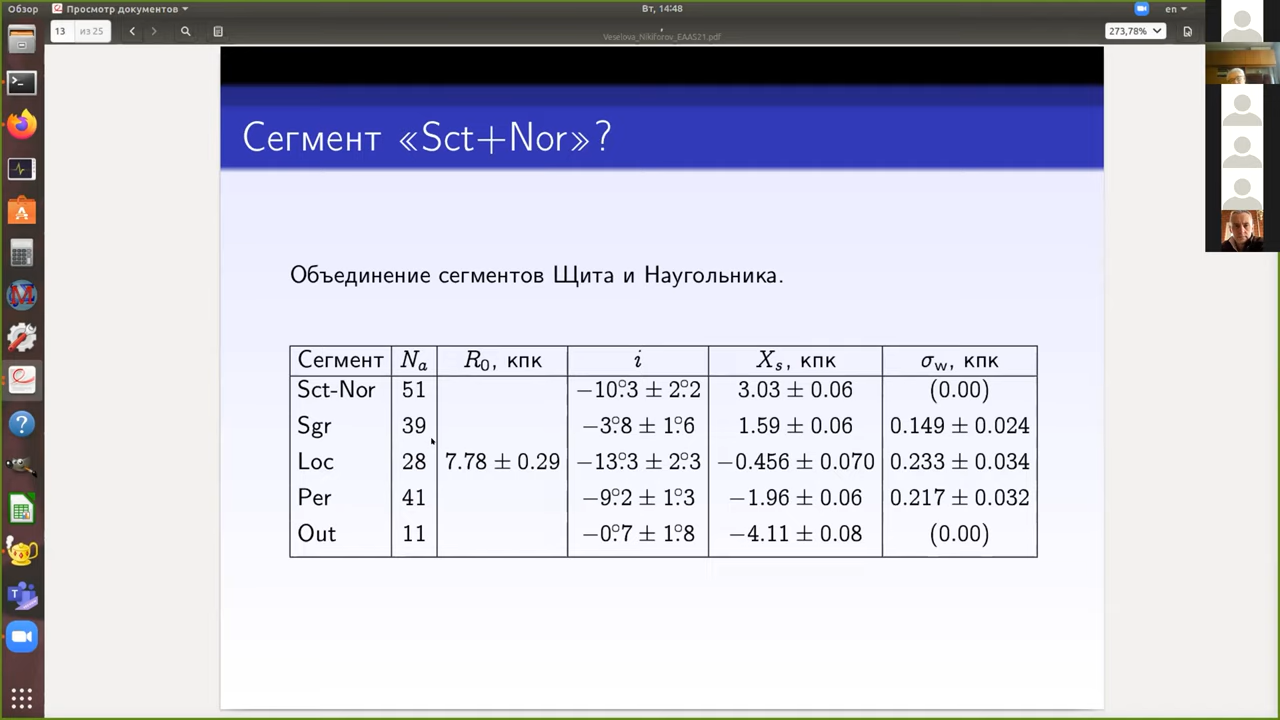 Обзор Просмотр документов Вт, 14:48 en
13 из 25 Veselova_Nikiforov_EAAS21.pdf 273,78%
Сегмент «Sct+Nor»?
Объединение сегментов Щита и Наугольника.
Сегмент N_a R_0, кпк i X_s, кпк σ_w, кпк
Sct-Nor 51 −10°.3 ± 2°.2 3.03 ± 0.06 (0.00)
Sgr 39 −3°.8 ± 1°.6 1.59 ± 0.06 0.149 ± 0.024
Loc 28 7.78 ± 0.29 −13°.3 ± 2°.3 −0.456 ± 0.070 0.233 ± 0.034
Per 41 −9°.2 ± 1°.3 −1.96 ± 0.06 0.217 ± 0.032
Out 11 −0°.7 ± 1°.8 −4.11 ± 0.08 (0.00)